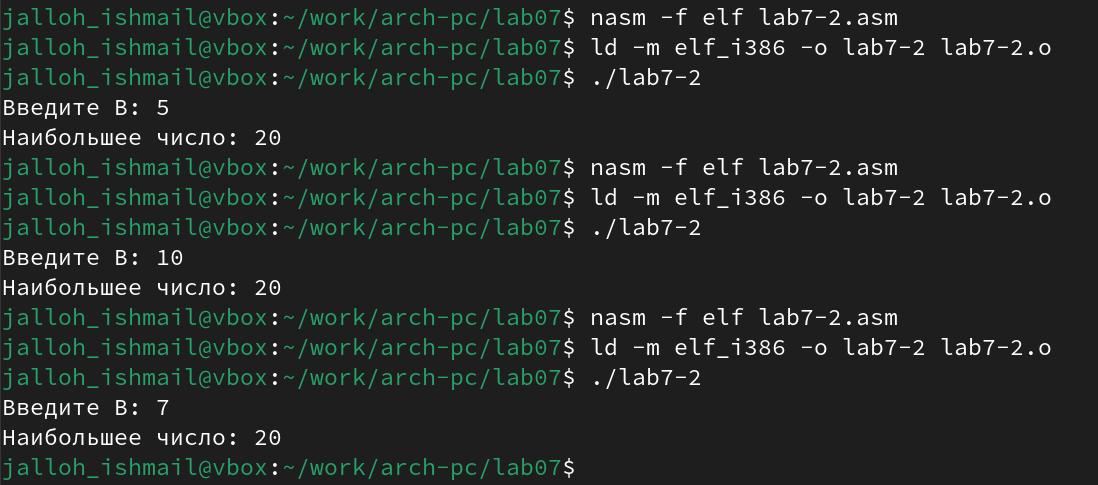 jalloh_ishmail@vbox:~/work/arch-pc/lab07$ nasm -f elf lab7-2.asm
jalloh_ishmail@vbox:~/work/arch-pc/lab07$ ld -m elf_i386 -o lab7-2 lab7-2.o
jalloh_ishmail@vbox:~/work/arch-pc/lab07$ ./lab7-2
Введите B: 5
Наибольшее число: 20
jalloh_ishmail@vbox:~/work/arch-pc/lab07$ nasm -f elf lab7-2.asm
jalloh_ishmail@vbox:~/work/arch-pc/lab07$ ld -m elf_i386 -o lab7-2 lab7-2.o
jalloh_ishmail@vbox:~/work/arch-pc/lab07$ ./lab7-2
Введите B: 10
Наибольшее число: 20
jalloh_ishmail@vbox:~/work/arch-pc/lab07$ nasm -f elf lab7-2.asm
jalloh_ishmail@vbox:~/work/arch-pc/lab07$ ld -m elf_i386 -o lab7-2 lab7-2.o
jalloh_ishmail@vbox:~/work/arch-pc/lab07$ ./lab7-2
Введите B: 7
Наибольшее число: 20
jalloh_ishmail@vbox:~/work/arch-pc/lab07$